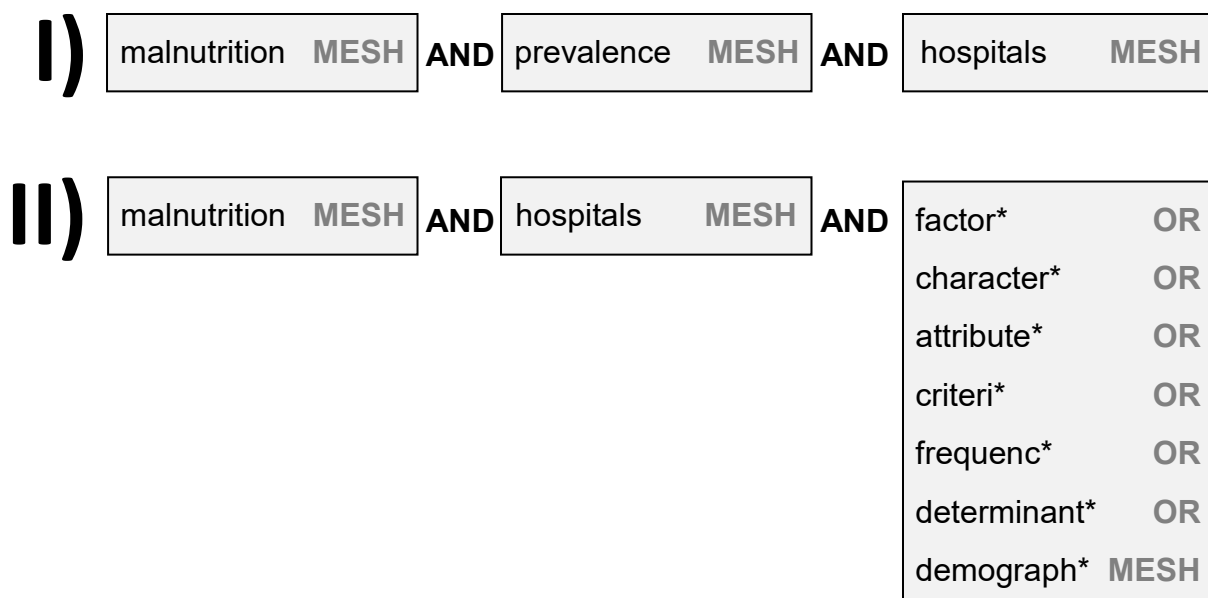 I) malnutrition MESH AND prevalence MESH AND hospitals MESH
II) malnutrition MESH AND hospitals MESH AND factor* OR
character* OR
attribute* OR
criteri* OR
frequenc* OR
determinant* OR
demograph* MESH